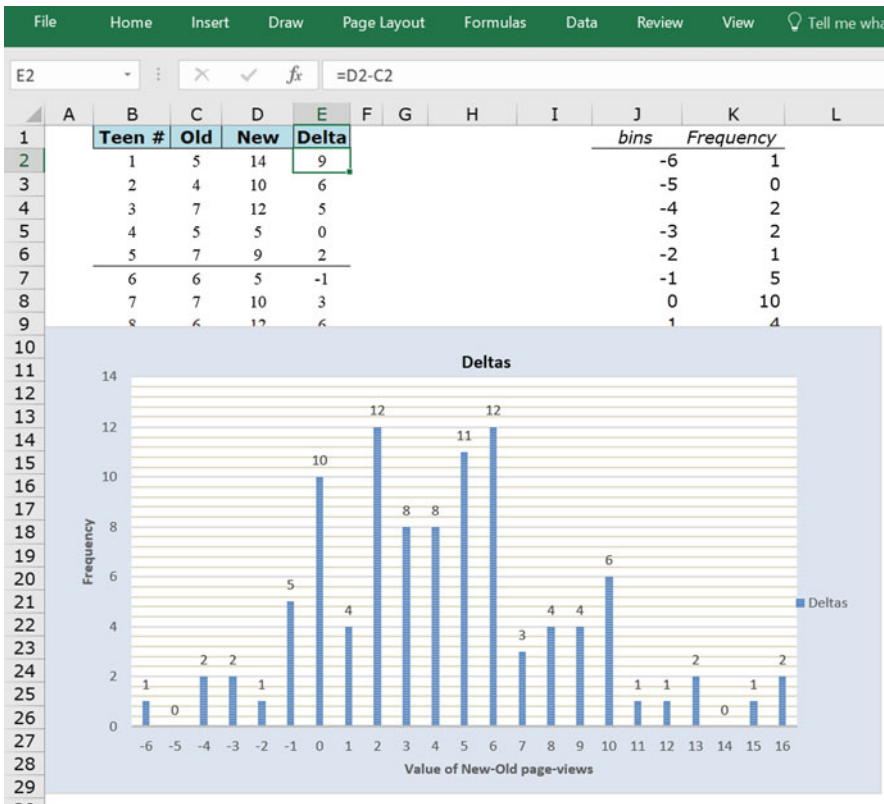 File Home Insert Draw Page Layout Formulas Data Review View Tell me wha
E2 fx =D2-C2
A B C D E F G H I J K L
1 Teen # Old New Delta bins Frequency
2 1 5 14 9 -6 1
3 2 4 10 6 -5 0
4 3 7 12 5 -4 2
5 4 5 5 0 -3 2
6 5 7 9 2 -2 1
7 6 6 5 -1 -1 5
8 7 7 10 3 0 10
9 8 6 12 6 1 4
10
11
12
13
14
15
16
17
18
19
20
21
22
23
24
25
26
27
28
29
Deltas
14
12
10
8
6
4
2
0
Frequency
1 0 2 2 1 5 10 4 12 8 8 11 12 3 4 4 6 1 1 2 0 1 2
Deltas
-6 -5 -4 -3 -2 -1 0 1 2 3 4 5 6 7 8 9 10 11 12 13 14 15 16
Value of New-Old page-views